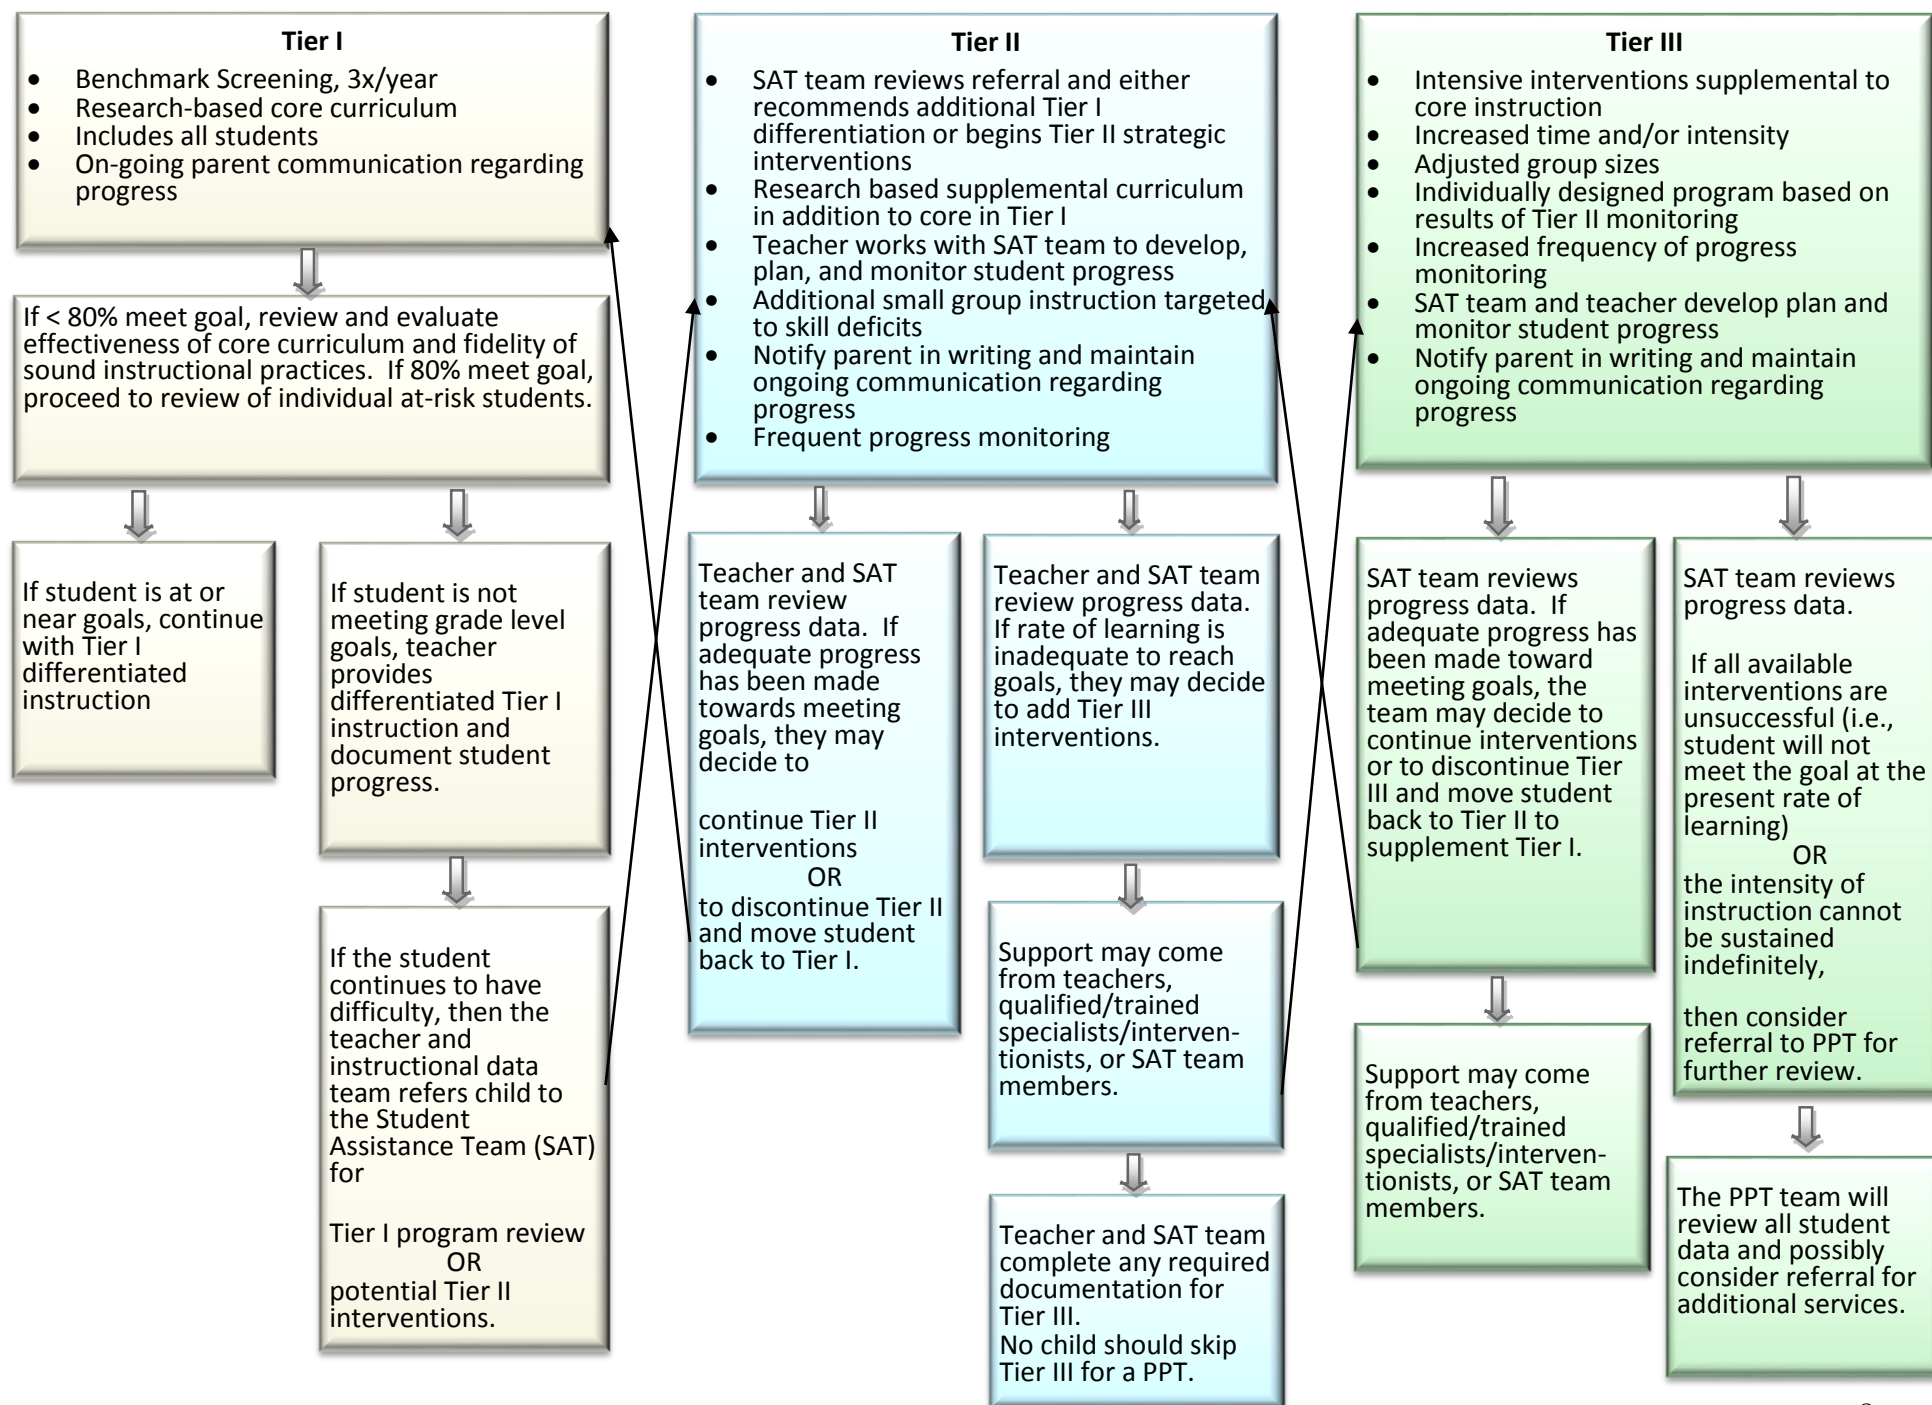 Tier I
• Benchmark Screening, 3x/year
• Research-based core curriculum
• Includes all students
• On-going parent communication regarding
progress
If < 80% meet goal, review and evaluate
effectiveness of core curriculum and fidelity of
sound instructional practices.  If 80% meet goal,
proceed to review of individual at-risk students.
If student is at or
near goals, continue
with Tier I
differentiated
instruction
If student is not
meeting grade level
goals, teacher
provides
differentiated Tier I
instruction and
document student
progress.
If the student
continues to have
difficulty, then the
teacher and
instructional data
team refers child to
the Student
Assistance Team (SAT)
for
Tier I program review
OR
potential Tier II
interventions.
Tier II
• SAT team reviews referral and either
recommends additional Tier I
differentiation or begins Tier II strategic
interventions
• Research based supplemental curriculum
in addition to core in Tier I
• Teacher works with SAT team to develop,
plan, and monitor student progress
• Additional small group instruction targeted
to skill deficits
• Notify parent in writing and maintain
ongoing communication regarding
progress
• Frequent progress monitoring
Teacher and SAT
team review
progress data.  If
adequate progress
has been made
towards meeting
goals, they may
decide to
continue Tier II
interventions
OR
to discontinue Tier II
and move student
back to Tier I.
Teacher and SAT team
review progress data.
If rate of learning is
inadequate to reach
goals, they may decide
to add Tier III
interventions.
Support may come
from teachers,
qualified/trained
specialists/interven-
tionists, or SAT team
members.
Teacher and SAT team
complete any required
documentation for
Tier III.
No child should skip
Tier III for a PPT.
Tier III
• Intensive interventions supplemental to
core instruction
• Increased time and/or intensity
• Adjusted group sizes
• Individually designed program based on
results of Tier II monitoring
• Increased frequency of progress
monitoring
• SAT team and teacher develop plan and
monitor student progress
• Notify parent in writing and maintain
ongoing communication regarding
progress
SAT team reviews
progress data.  If
adequate progress has
been made toward
meeting goals, the
team may decide to
continue interventions
or to discontinue Tier
III and move student
back to Tier II to
supplement Tier I.
Support may come
from teachers,
qualified/trained
specialists/interven-
tionists, or SAT team
members.
SAT team reviews
progress data.
If all available
interventions are
unsuccessful (i.e.,
student will not
meet the goal at the
present rate of
learning)
OR
the intensity of
instruction cannot
be sustained
indefinitely,
then consider
referral to PPT for
further review.
The PPT team will
review all student
data and possibly
consider referral for
additional services.